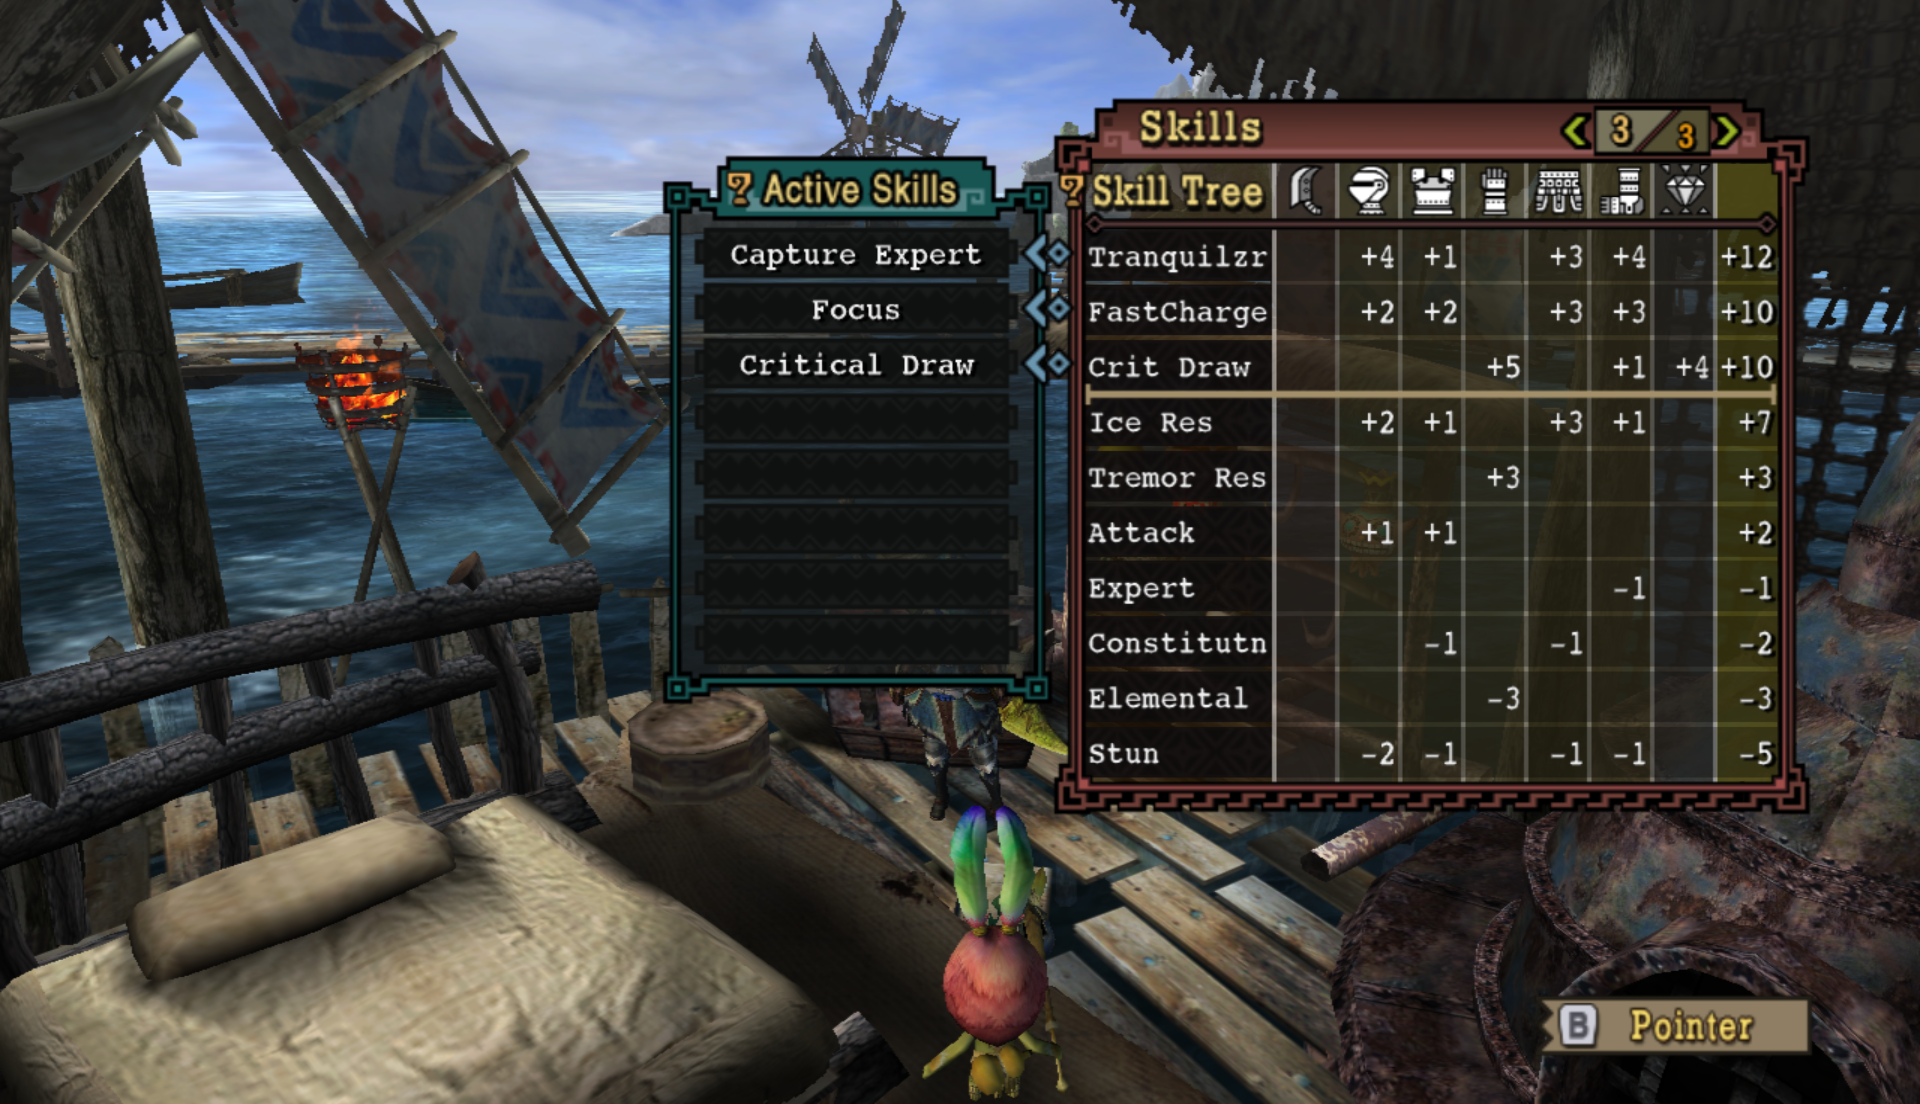 Skills
3/3
? Active Skills
Capture Expert
Focus
Critical Draw
? Skill Tree
Tranquilzr +4 +1 +3 +4 +12
FastCharge +2 +2 +3 +3 +10
Crit Draw +5 +1 +4 +10
Ice Res +2 +1 +3 +1 +7
Tremor Res +3 +3
Attack +1 +1 +2
Expert -1 -1
Constitutn -1 -1 -2
Elemental -3 -3
Stun -2 -1 -1 -1 -5
B Pointer